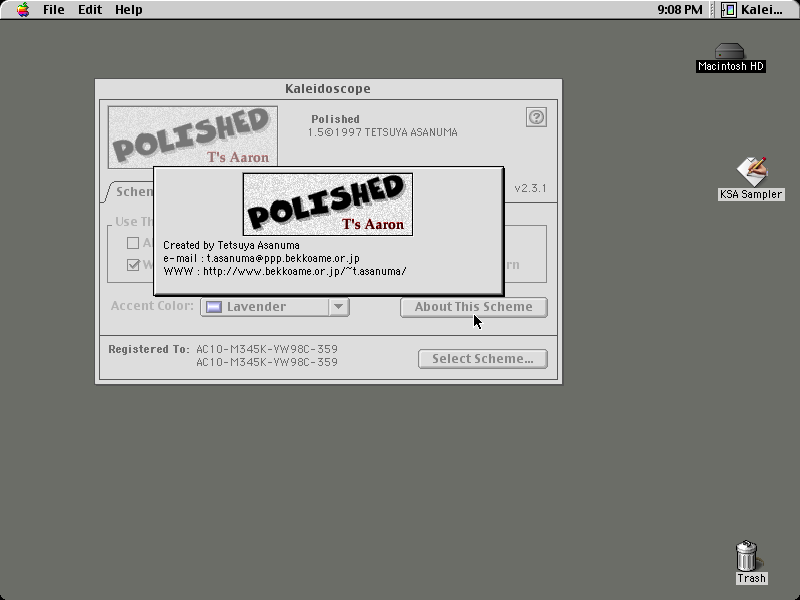 File Edit Help
9:08 PM Kalei...
Macintosh HD
Kaleidoscope
POLISHED
T's Aaron
Polished
1.5©1997 TETSUYA ASANUMA
KSA Sampler
Schem
v2.3.1
POLISHED
T's Aaron
Use Th
Created by Tetsuya Asanuma
e-mail : t.asanuma@ppp.bekkoame.or.jp
WWW : http://www.bekkoame.or.jp/~t.asanuma/
Accent Color: Lavender
About This Scheme
Registered To: AC10-M345K-VW98C-359
AC10-M345K-VW98C-359
Select Scheme...
Trash